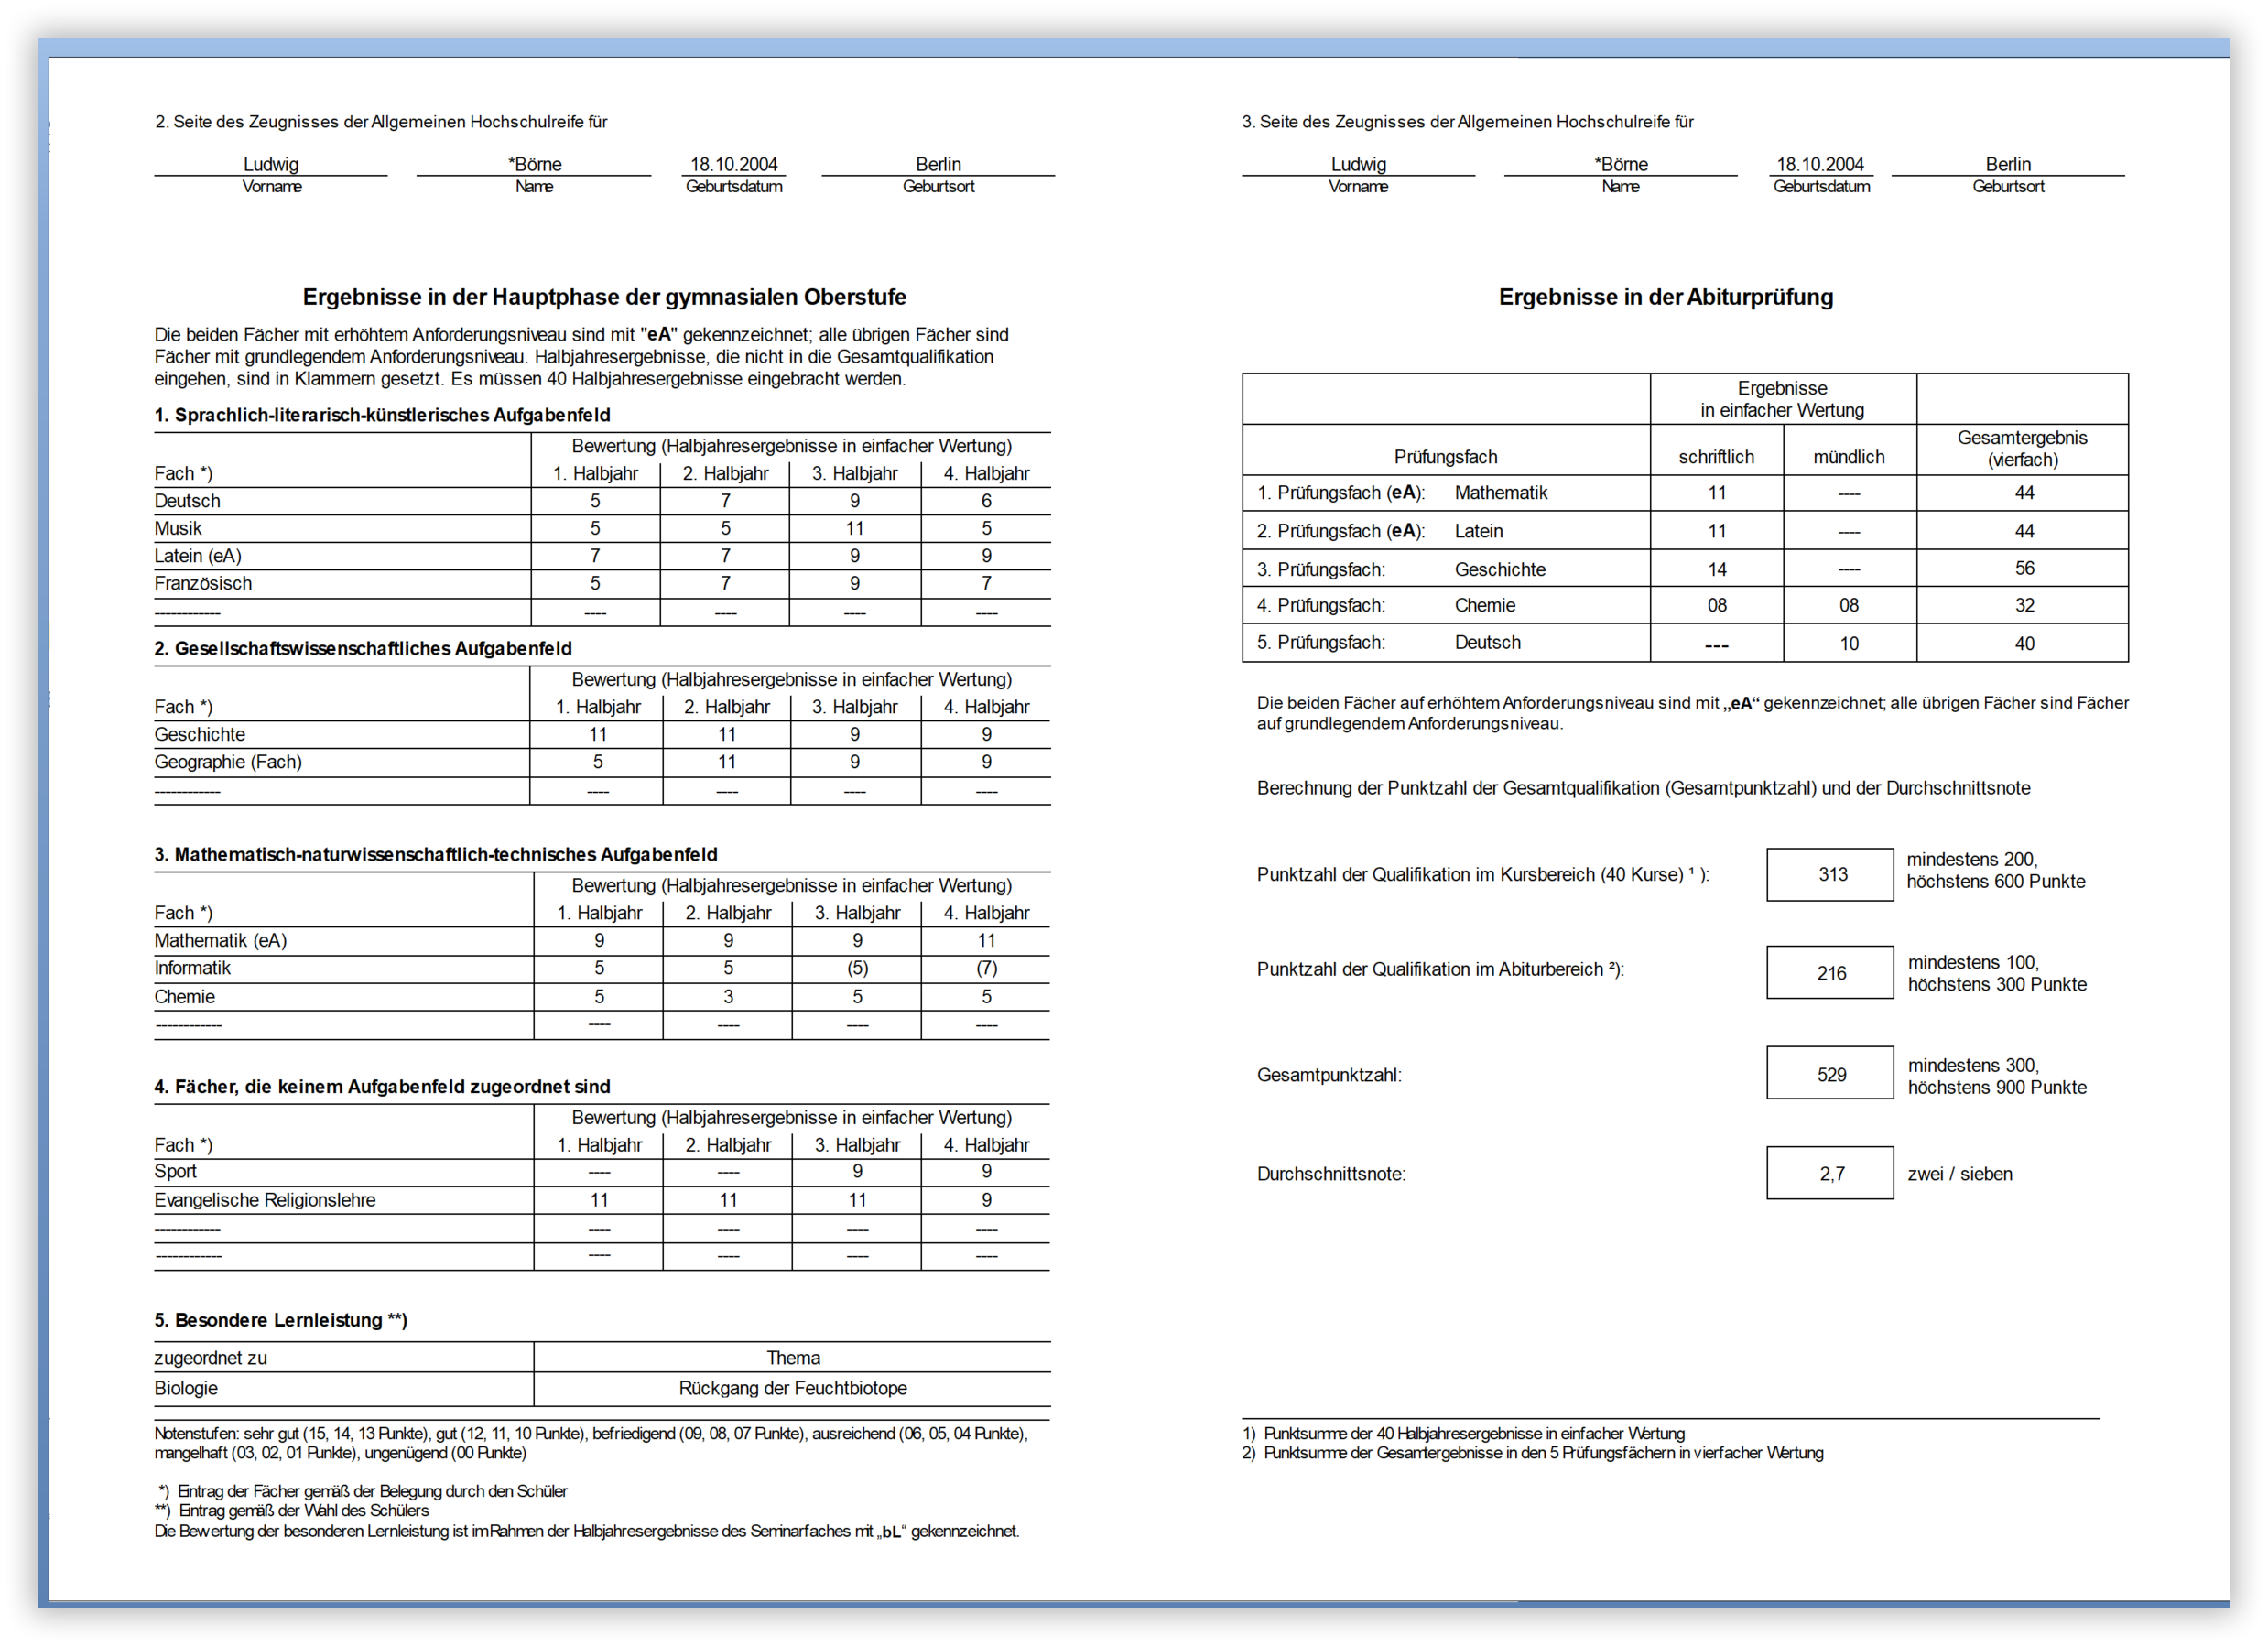 2. Seite des Zeugnisses der Allgemeinen Hochschulreife für
Ludwig *Börne 18.10.2004 Berlin
Vorname Name Geburtsdatum Geburtsort
Ergebnisse in der Hauptphase der gymnasialen Oberstufe
Die beiden Fächer mit erhöhtem Anforderungsniveau sind mit "eA" gekennzeichnet; alle übrigen Fächer sind
Fächer mit grundlegendem Anforderungsniveau. Halbjahresergebnisse, die nicht in die Gesamtqualifikation
eingehen, sind in Klammern gesetzt. Es müssen 40 Halbjahresergebnisse eingebracht werden.
1. Sprachlich-literarisch-künstlerisches Aufgabenfeld
Bewertung (Halbjahresergebnisse in einfacher Wertung)
Fach *) 1. Halbjahr 2. Halbjahr 3. Halbjahr 4. Halbjahr
Deutsch 5 7 9 6
Musik 5 5 11 5
Latein (eA) 7 7 9 9
Französisch 5 7 9 7
------------ ---- ---- ---- ----
2. Gesellschaftswissenschaftliches Aufgabenfeld
Bewertung (Halbjahresergebnisse in einfacher Wertung)
Fach *) 1. Halbjahr 2. Halbjahr 3. Halbjahr 4. Halbjahr
Geschichte 11 11 9 9
Geographie (Fach) 5 11 9 9
------------ ---- ---- ---- ----
3. Mathematisch-naturwissenschaftlich-technisches Aufgabenfeld
Bewertung (Halbjahresergebnisse in einfacher Wertung)
Fach *) 1. Halbjahr 2. Halbjahr 3. Halbjahr 4. Halbjahr
Mathematik (eA) 9 9 9 11
Informatik 5 5 (5) (7)
Chemie 5 3 5 5
------------ ---- ---- ---- ----
4. Fächer, die keinem Aufgabenfeld zugeordnet sind
Bewertung (Halbjahresergebnisse in einfacher Wertung)
Fach *) 1. Halbjahr 2. Halbjahr 3. Halbjahr 4. Halbjahr
Sport ---- ---- 9 9
Evangelische Religionslehre 11 11 11 9
------------ ---- ---- ---- ----
------------ ---- ---- ---- ----
5. Besondere Lernleistung **)
zugeordnet zu Thema
Biologie Rückgang der Feuchtbiotope
Notenstufen: sehr gut (15, 14, 13 Punkte), gut (12, 11, 10 Punkte), befriedigend (09, 08, 07 Punkte), ausreichend (06, 05, 04 Punkte),
mangelhaft (03, 02, 01 Punkte), ungenügend (00 Punkte)
*) Eintrag der Fächer gemäß der Belegung durch den Schüler
**) Eintrag gemäß der Wahl des Schülers
Die Bewertung der besonderen Lernleistung ist im Rahmen der Halbjahresergebnisse des Seminarfaches mit „bL“ gekennzeichnet.
3. Seite des Zeugnisses der Allgemeinen Hochschulreife für
Ludwig *Börne 18.10.2004 Berlin
Vorname Name Geburtsdatum Geburtsort
Ergebnisse in der Abiturprüfung
Ergebnisse
in einfacher Wertung
Prüfungsfach schriftlich mündlich Gesamtergebnis
(vierfach)
1. Prüfungsfach (eA): Mathematik 11 ---- 44
2. Prüfungsfach (eA): Latein 11 ---- 44
3. Prüfungsfach: Geschichte 14 ---- 56
4. Prüfungsfach: Chemie 08 08 32
5. Prüfungsfach: Deutsch --- 10 40
Die beiden Fächer auf erhöhtem Anforderungsniveau sind mit „eA“ gekennzeichnet; alle übrigen Fächer sind Fächer
auf grundlegendem Anforderungsniveau.
Berechnung der Punktzahl der Gesamtqualifikation (Gesamtpunktzahl) und der Durchschnittsnote
Punktzahl der Qualifikation im Kursbereich (40 Kurse) ¹ ): 313 mindestens 200,
höchstens 600 Punkte
Punktzahl der Qualifikation im Abiturbereich ²): 216 mindestens 100,
höchstens 300 Punkte
Gesamtpunktzahl: 529 mindestens 300,
höchstens 900 Punkte
Durchschnittsnote: 2,7 zwei / sieben
1) Punktsumme der 40 Halbjahresergebnisse in einfacher Wertung
2) Punktsumme der Gesamtergebnisse in den 5 Prüfungsfächern in vierfacher Wertung